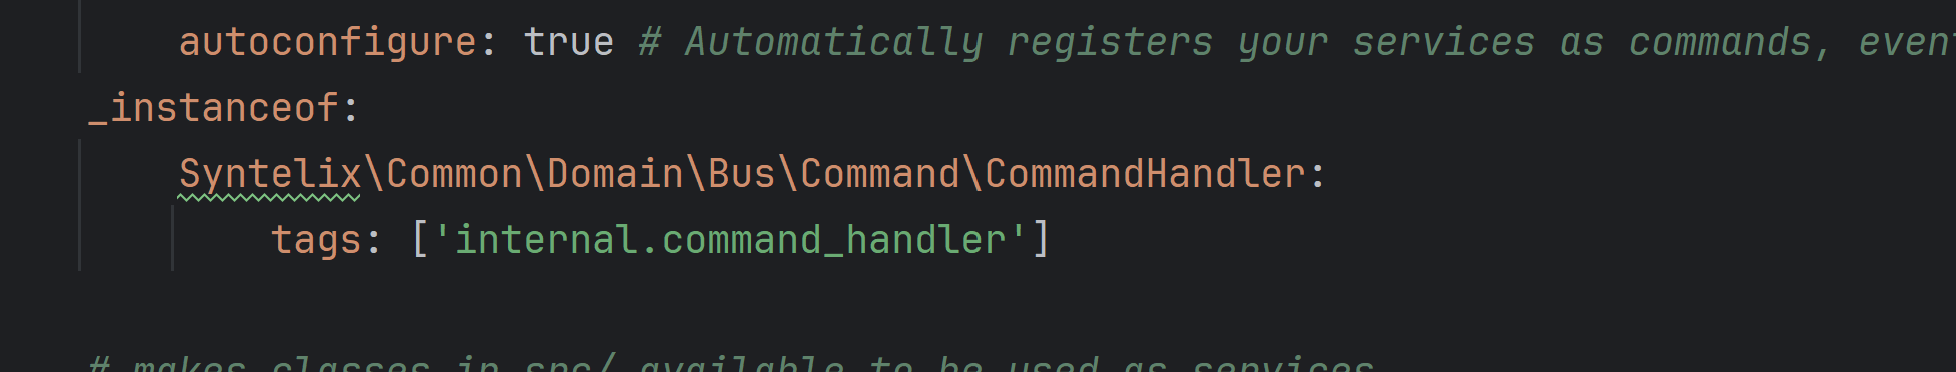 autoconfigure: true # Automatically registers your services as commands, even
_instanceof:
Syntelix\Common\Domain\Bus\Command\CommandHandler:
tags: ['internal.command_handler']
# makes classes in src/ available to be used as services